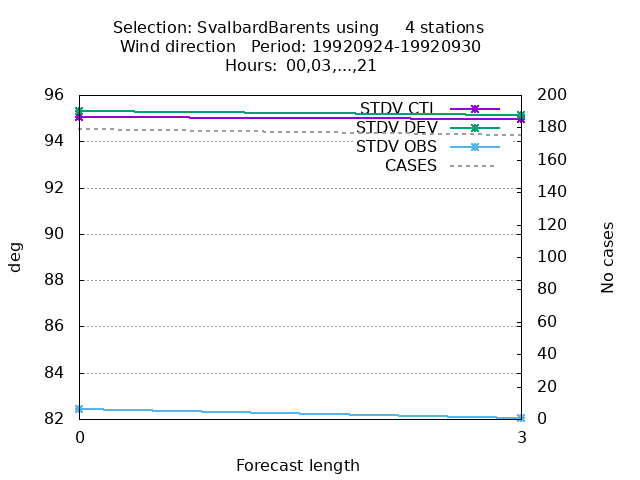 Selection: SvalbardBarents using     4 stations
Wind direction   Period: 19920924-19920930
Hours: 00,03,...,21
96
94
92
90
88
86
84
82
200
180
160
140
120
100
80
60
40
20
0
STDV CTL
STDV DEV
STDV OBS
CASES
deg
No cases
0
3
Forecast length